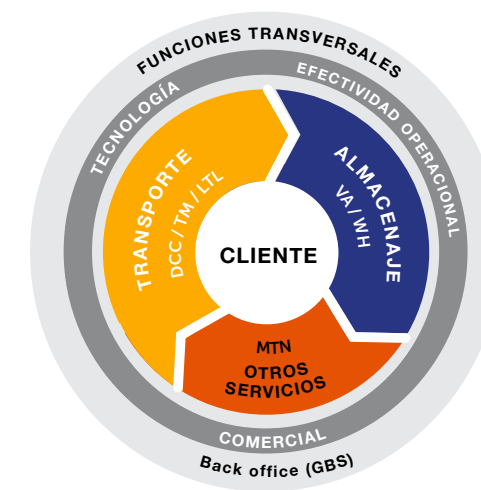 FUNCIONES TRANSVERSALES
TECNOLOGÍA
EFECTIVIDAD OPERACIONAL
TRANSPORTE
DCC / TM / LTL
ALMACENAJE
VA / WH
CLIENTE
MTN
OTROS
SERVICIOS
COMERCIAL
Back office (GBS)